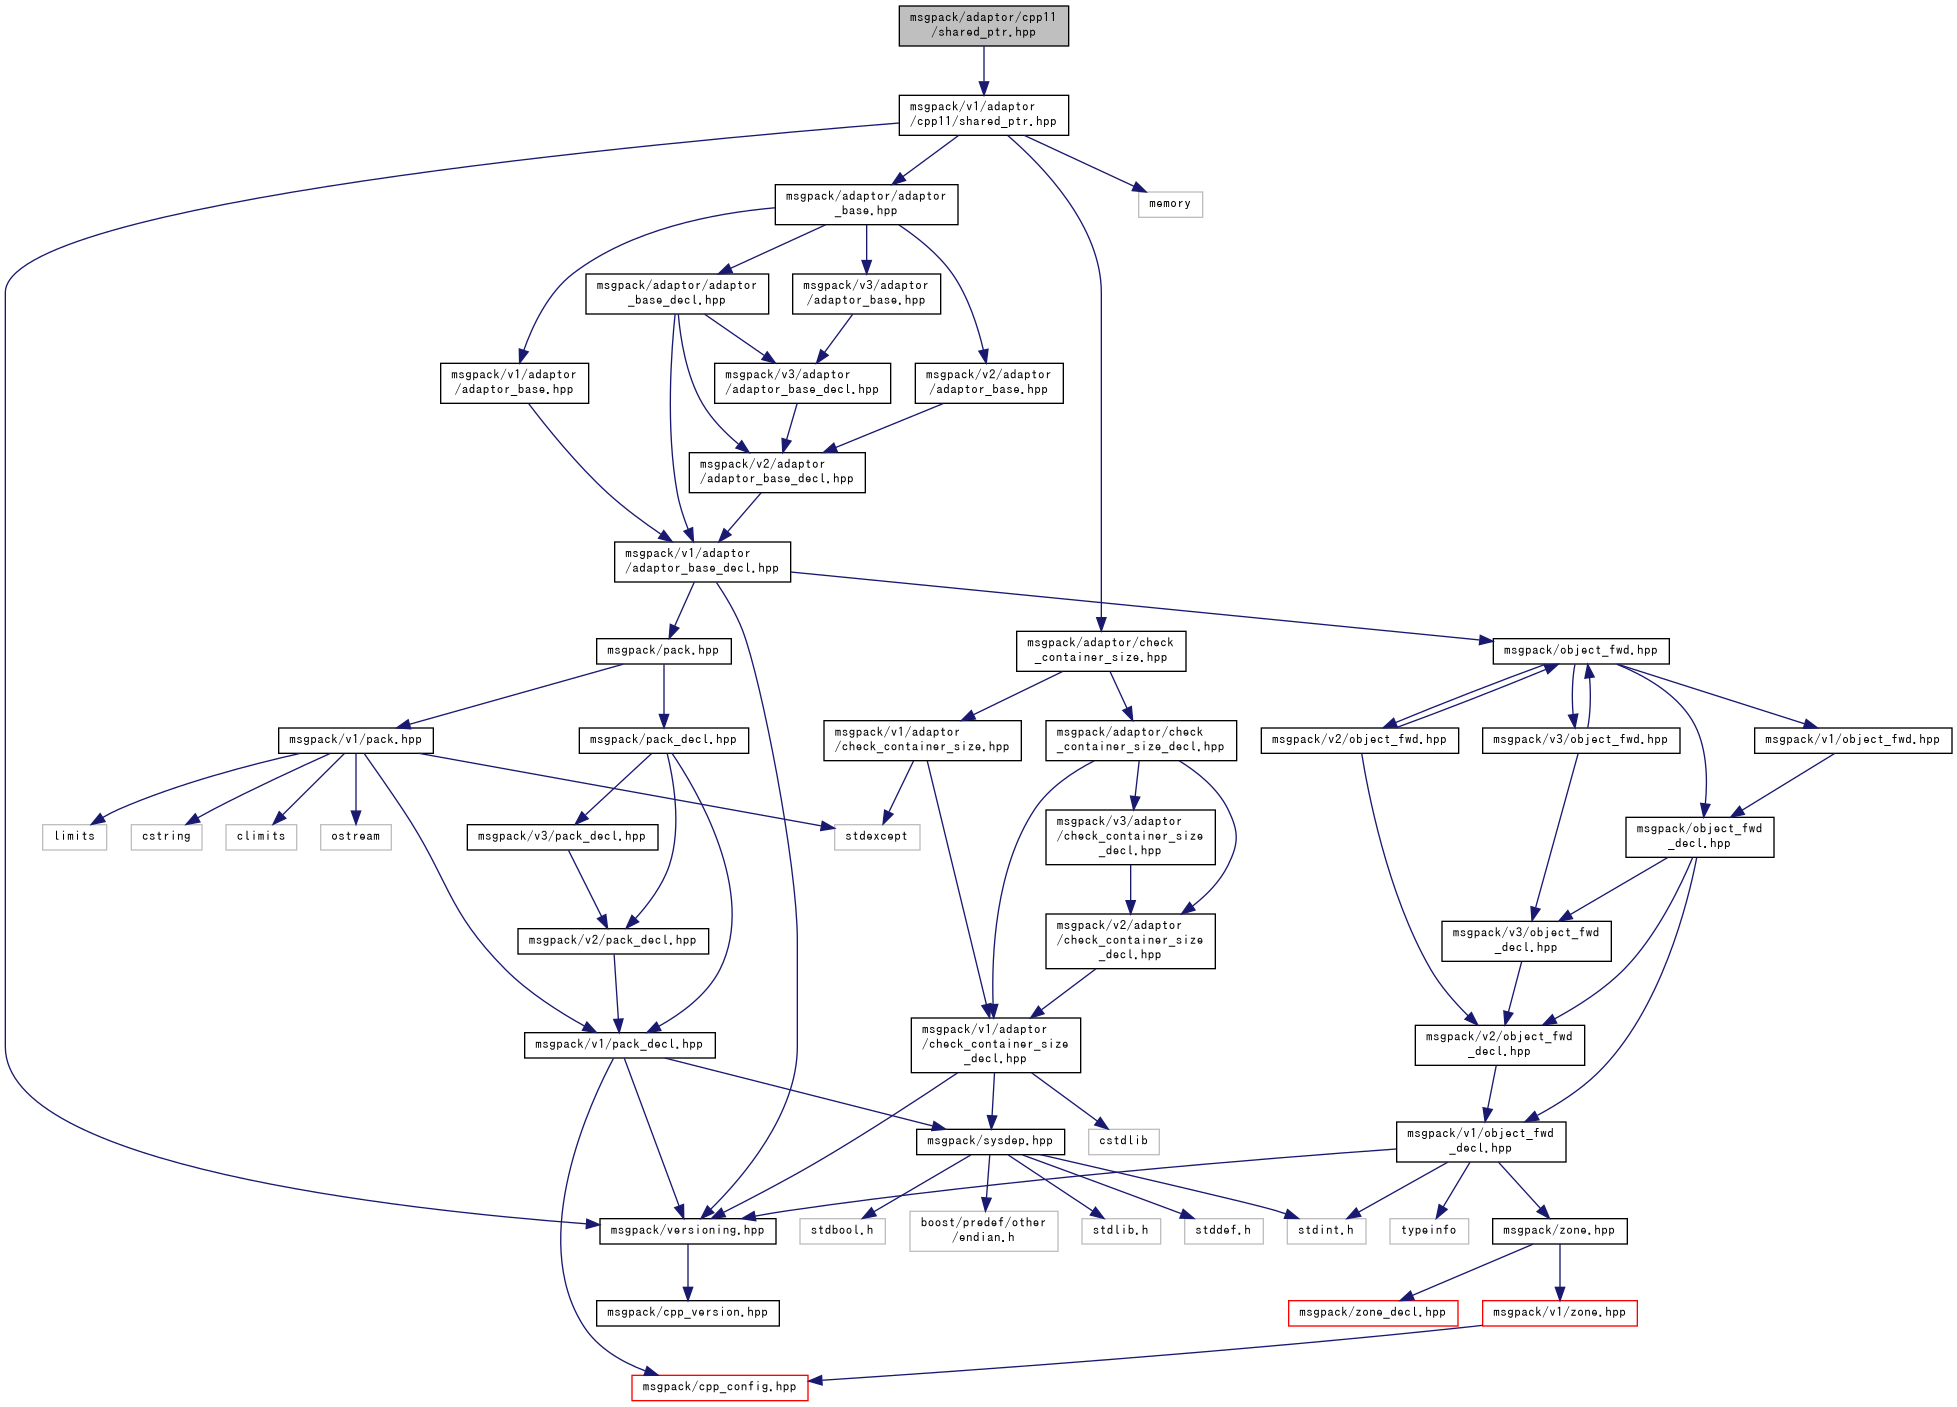 msgpack/adaptor/cpp11
/shared_ptr.hpp
msgpack/v1/adaptor
/cpp11/shared_ptr.hpp
msgpack/adaptor/adaptor
_base.hpp
memory
msgpack/adaptor/adaptor
_base_decl.hpp
msgpack/v3/adaptor
/adaptor_base.hpp
msgpack/v1/adaptor
/adaptor_base.hpp
msgpack/v3/adaptor
/adaptor_base_decl.hpp
msgpack/v2/adaptor
/adaptor_base.hpp
msgpack/v2/adaptor
/adaptor_base_decl.hpp
msgpack/v1/adaptor
/adaptor_base_decl.hpp
msgpack/pack.hpp
msgpack/adaptor/check
_container_size.hpp
msgpack/object_fwd.hpp
msgpack/v1/pack.hpp
msgpack/pack_decl.hpp
msgpack/v1/adaptor
/check_container_size.hpp
msgpack/adaptor/check
_container_size_decl.hpp
msgpack/v2/object_fwd.hpp
msgpack/v3/object_fwd.hpp
msgpack/v1/object_fwd.hpp
limits
cstring
climits
ostream
msgpack/v3/pack_decl.hpp
stdexcept
msgpack/v3/adaptor
/check_container_size
_decl.hpp
msgpack/object_fwd
_decl.hpp
msgpack/v2/pack_decl.hpp
msgpack/v2/adaptor
/check_container_size
_decl.hpp
msgpack/v3/object_fwd
_decl.hpp
msgpack/v1/pack_decl.hpp
msgpack/v1/adaptor
/check_container_size
_decl.hpp
msgpack/v2/object_fwd
_decl.hpp
msgpack/sysdep.hpp
cstdlib
msgpack/v1/object_fwd
_decl.hpp
msgpack/versioning.hpp
stdbool.h
boost/predef/other
/endian.h
stdlib.h
stddef.h
stdint.h
typeinfo
msgpack/zone.hpp
msgpack/cpp_version.hpp
msgpack/zone_decl.hpp
msgpack/v1/zone.hpp
msgpack/cpp_config.hpp